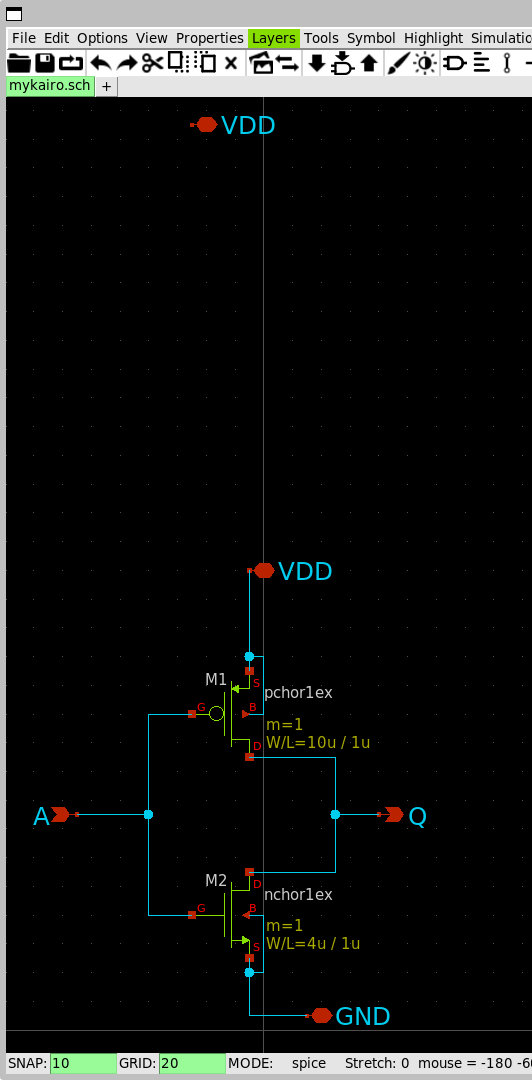 File Edit Options View Properties Layers Tools Symbol Highlight Simulatio
mykairo.sch +
VDD
VDD
M1
S
pchor1ex
G
B
m=1
D
W/L=10u / 1u
A
Q
M2
D
nchor1ex
G
B
m=1
S
W/L=4u / 1u
GND
SNAP: 10 GRID: 20 MODE: spice Stretch: 0 mouse = -180 -6